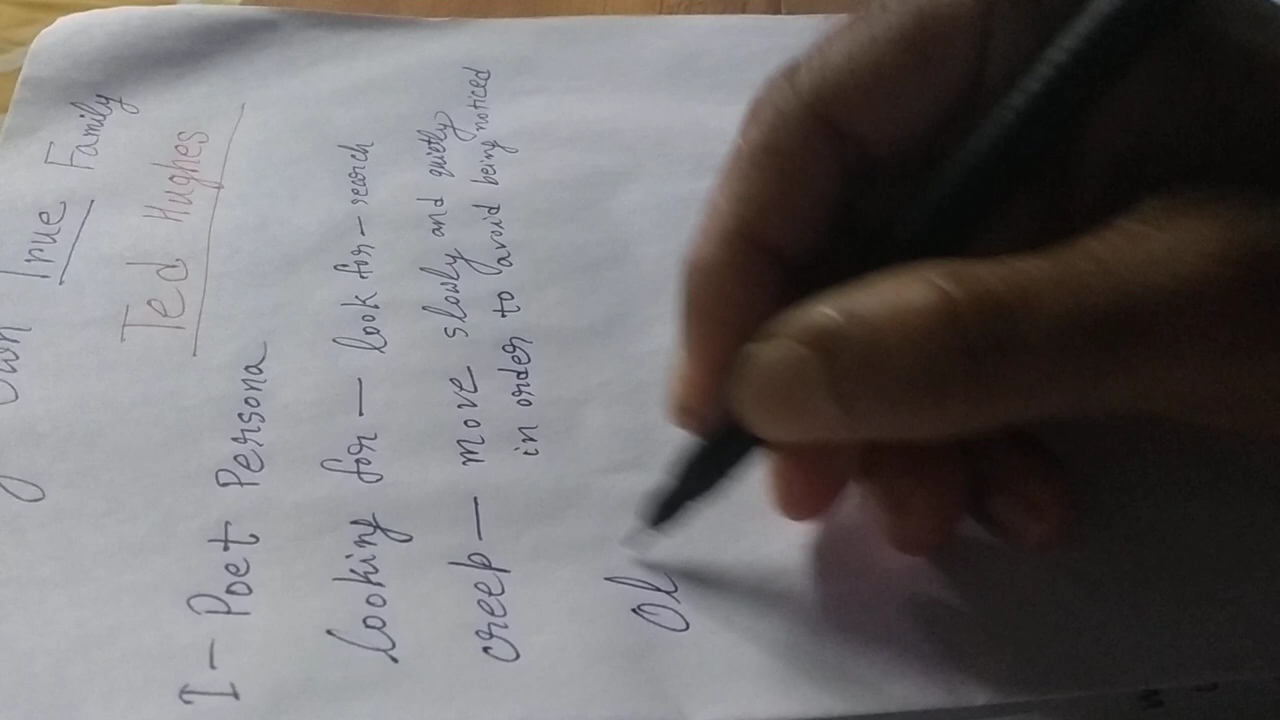 own True Family
Ted Hughes
I - Poet Persona
looking for - look for - search
creep - move slowly and quietly
in order to avoid being noticed
Ol